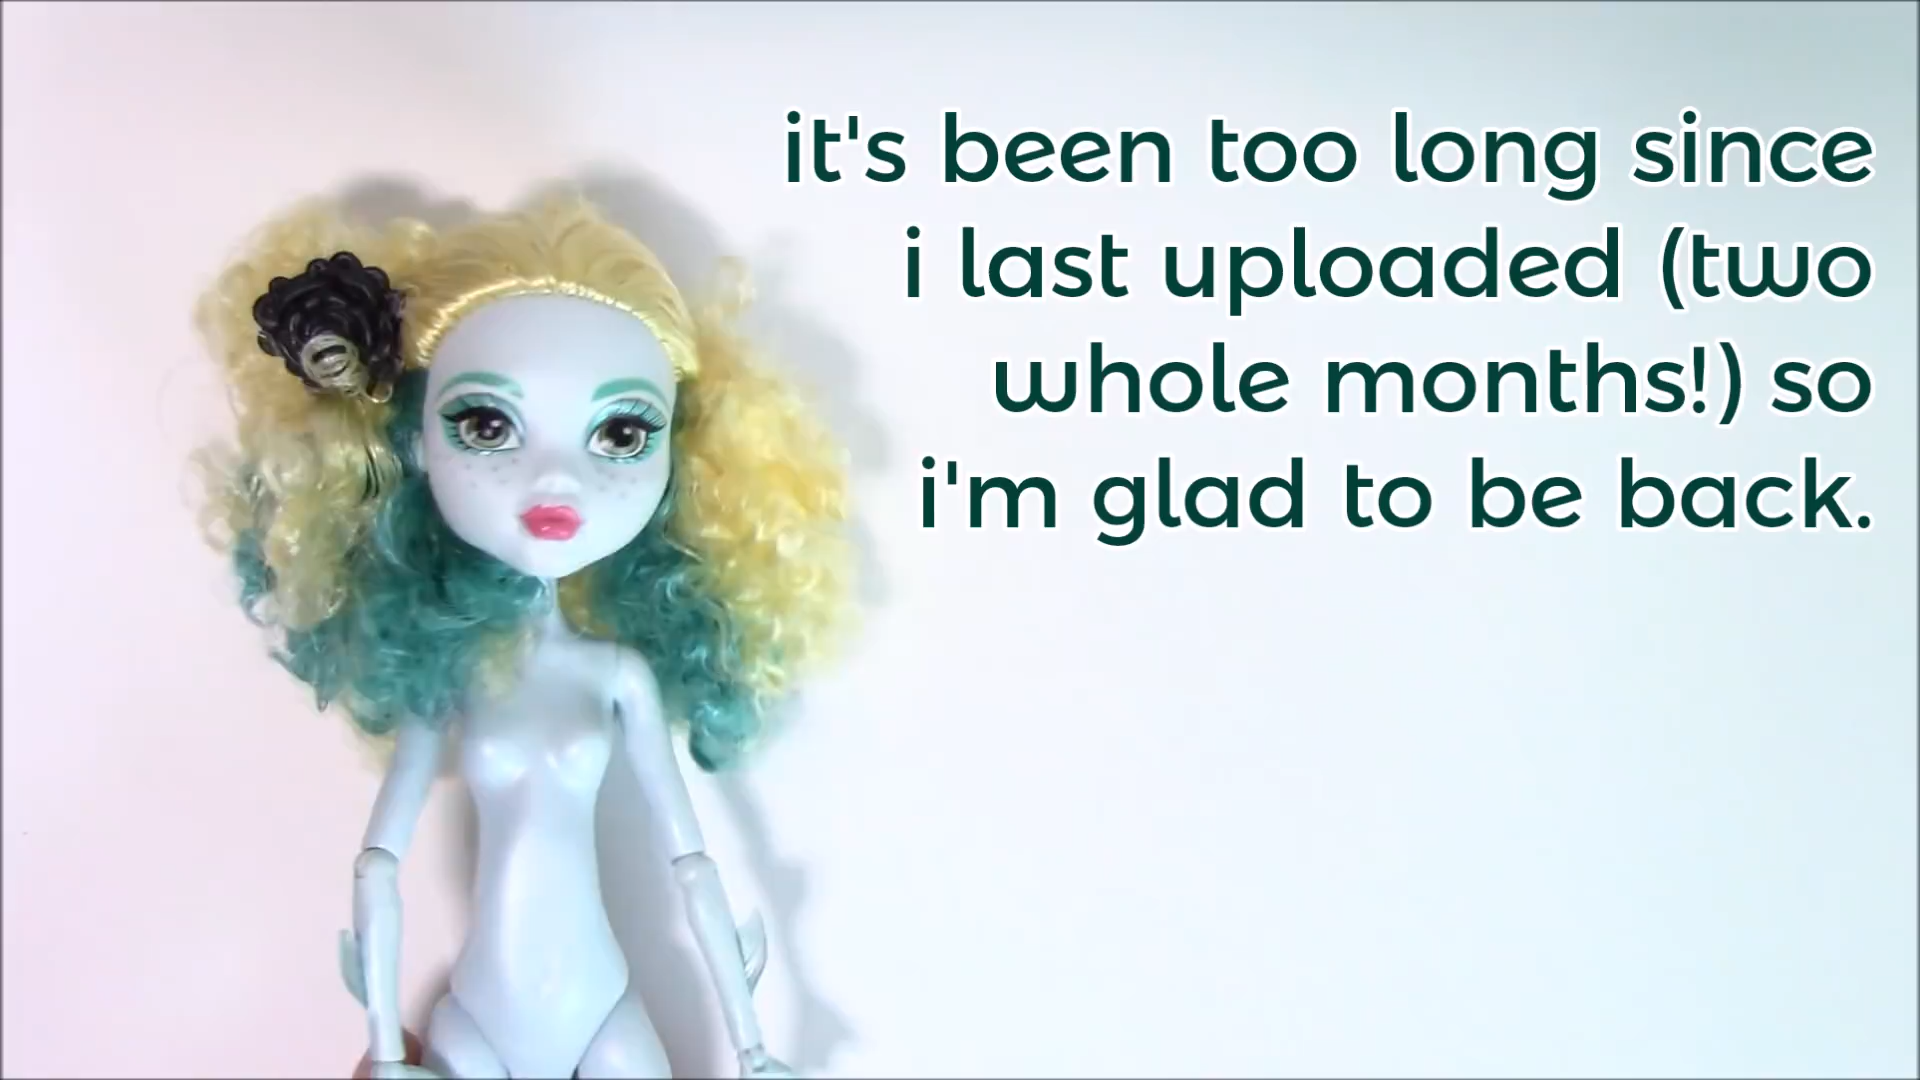 it's been too long since
i last uploaded (two
whole months!) so
i'm glad to be back.